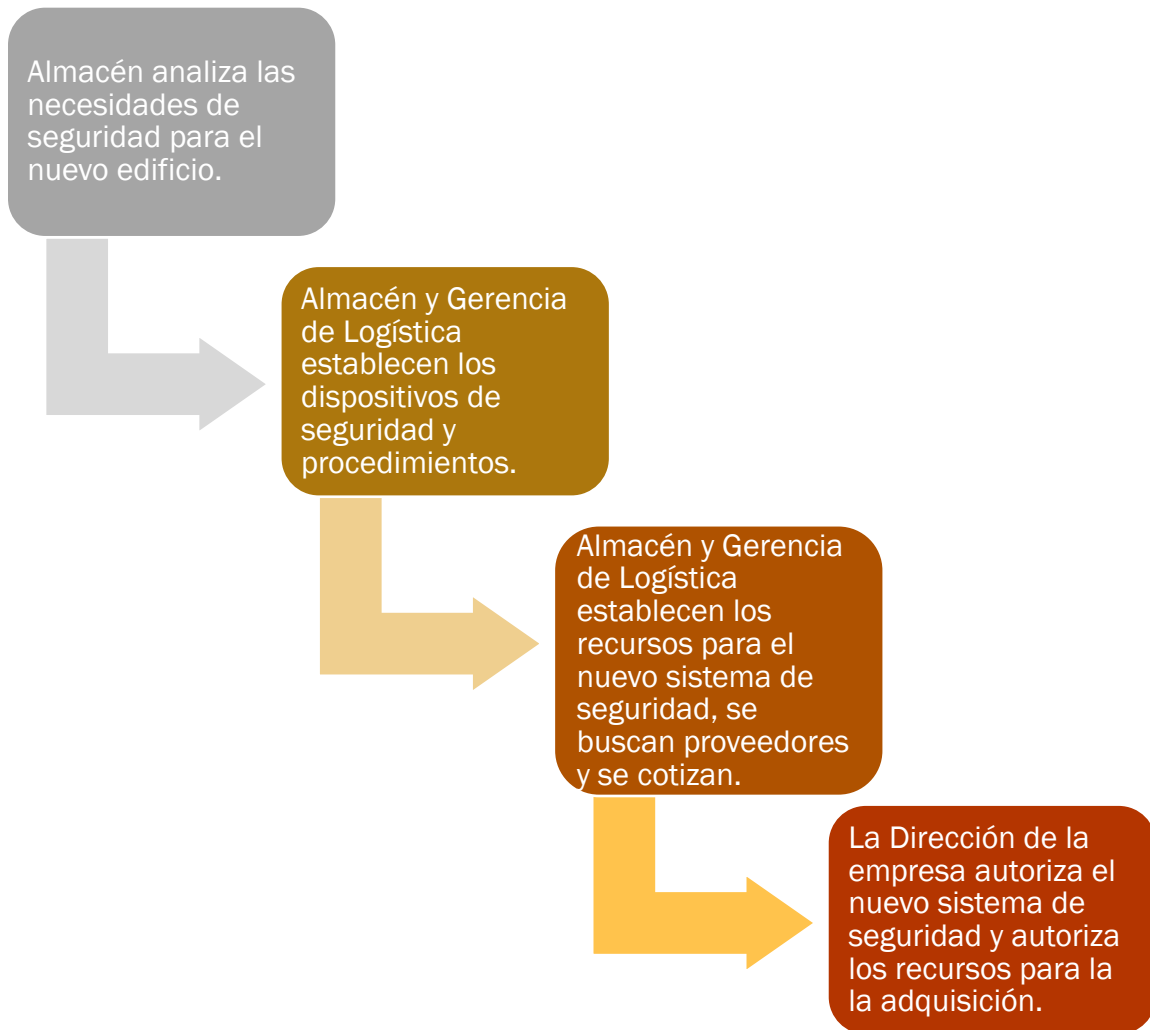 Almacén analiza las
necesidades de
seguridad para el
nuevo edificio.
Almacén y Gerencia
de Logística
establecen los
dispositivos de
seguridad y
procedimientos.
Almacén y Gerencia
de Logística
establecen los
recursos para el
nuevo sistema de
seguridad, se
buscan proveedores
y se cotizan.
La Dirección de la
empresa autoriza el
nuevo sistema de
seguridad y autoriza
los recursos para la
la adquisición.